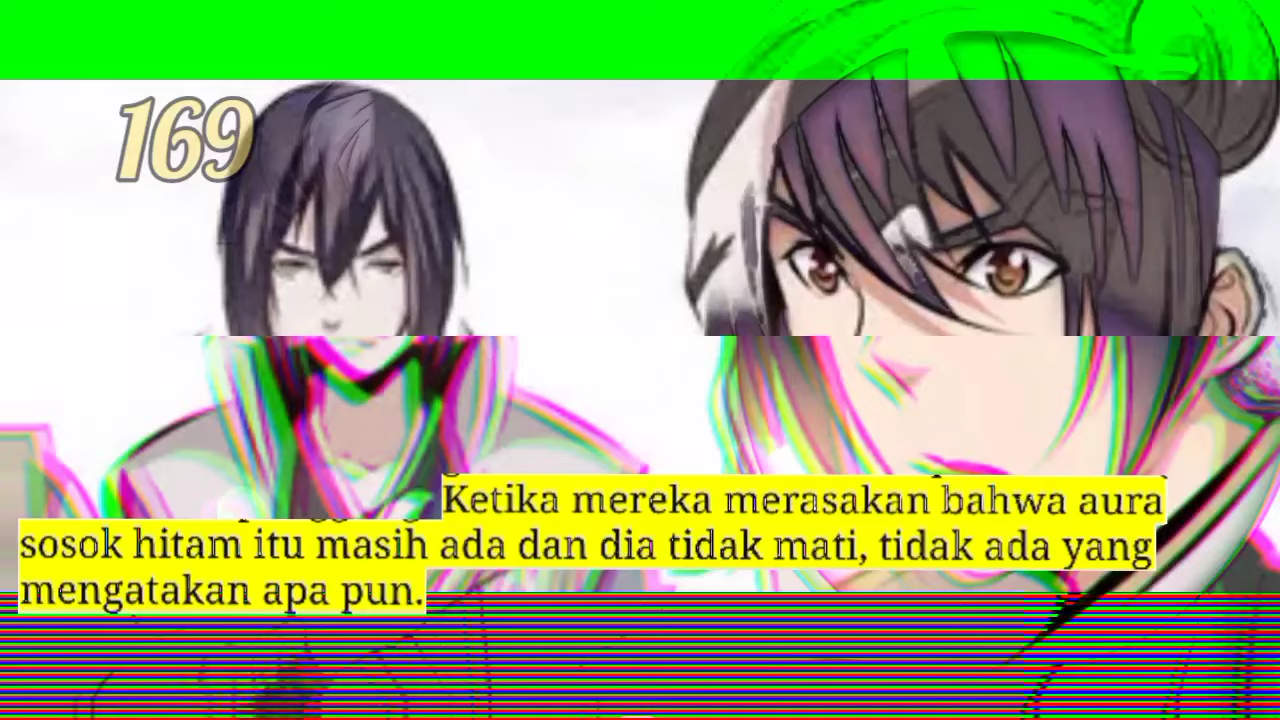 169
Ketika mereka merasakan bahwa aura
sosok hitam itu masih ada dan dia tidak mati, tidak ada yang
mengatakan apa pun.